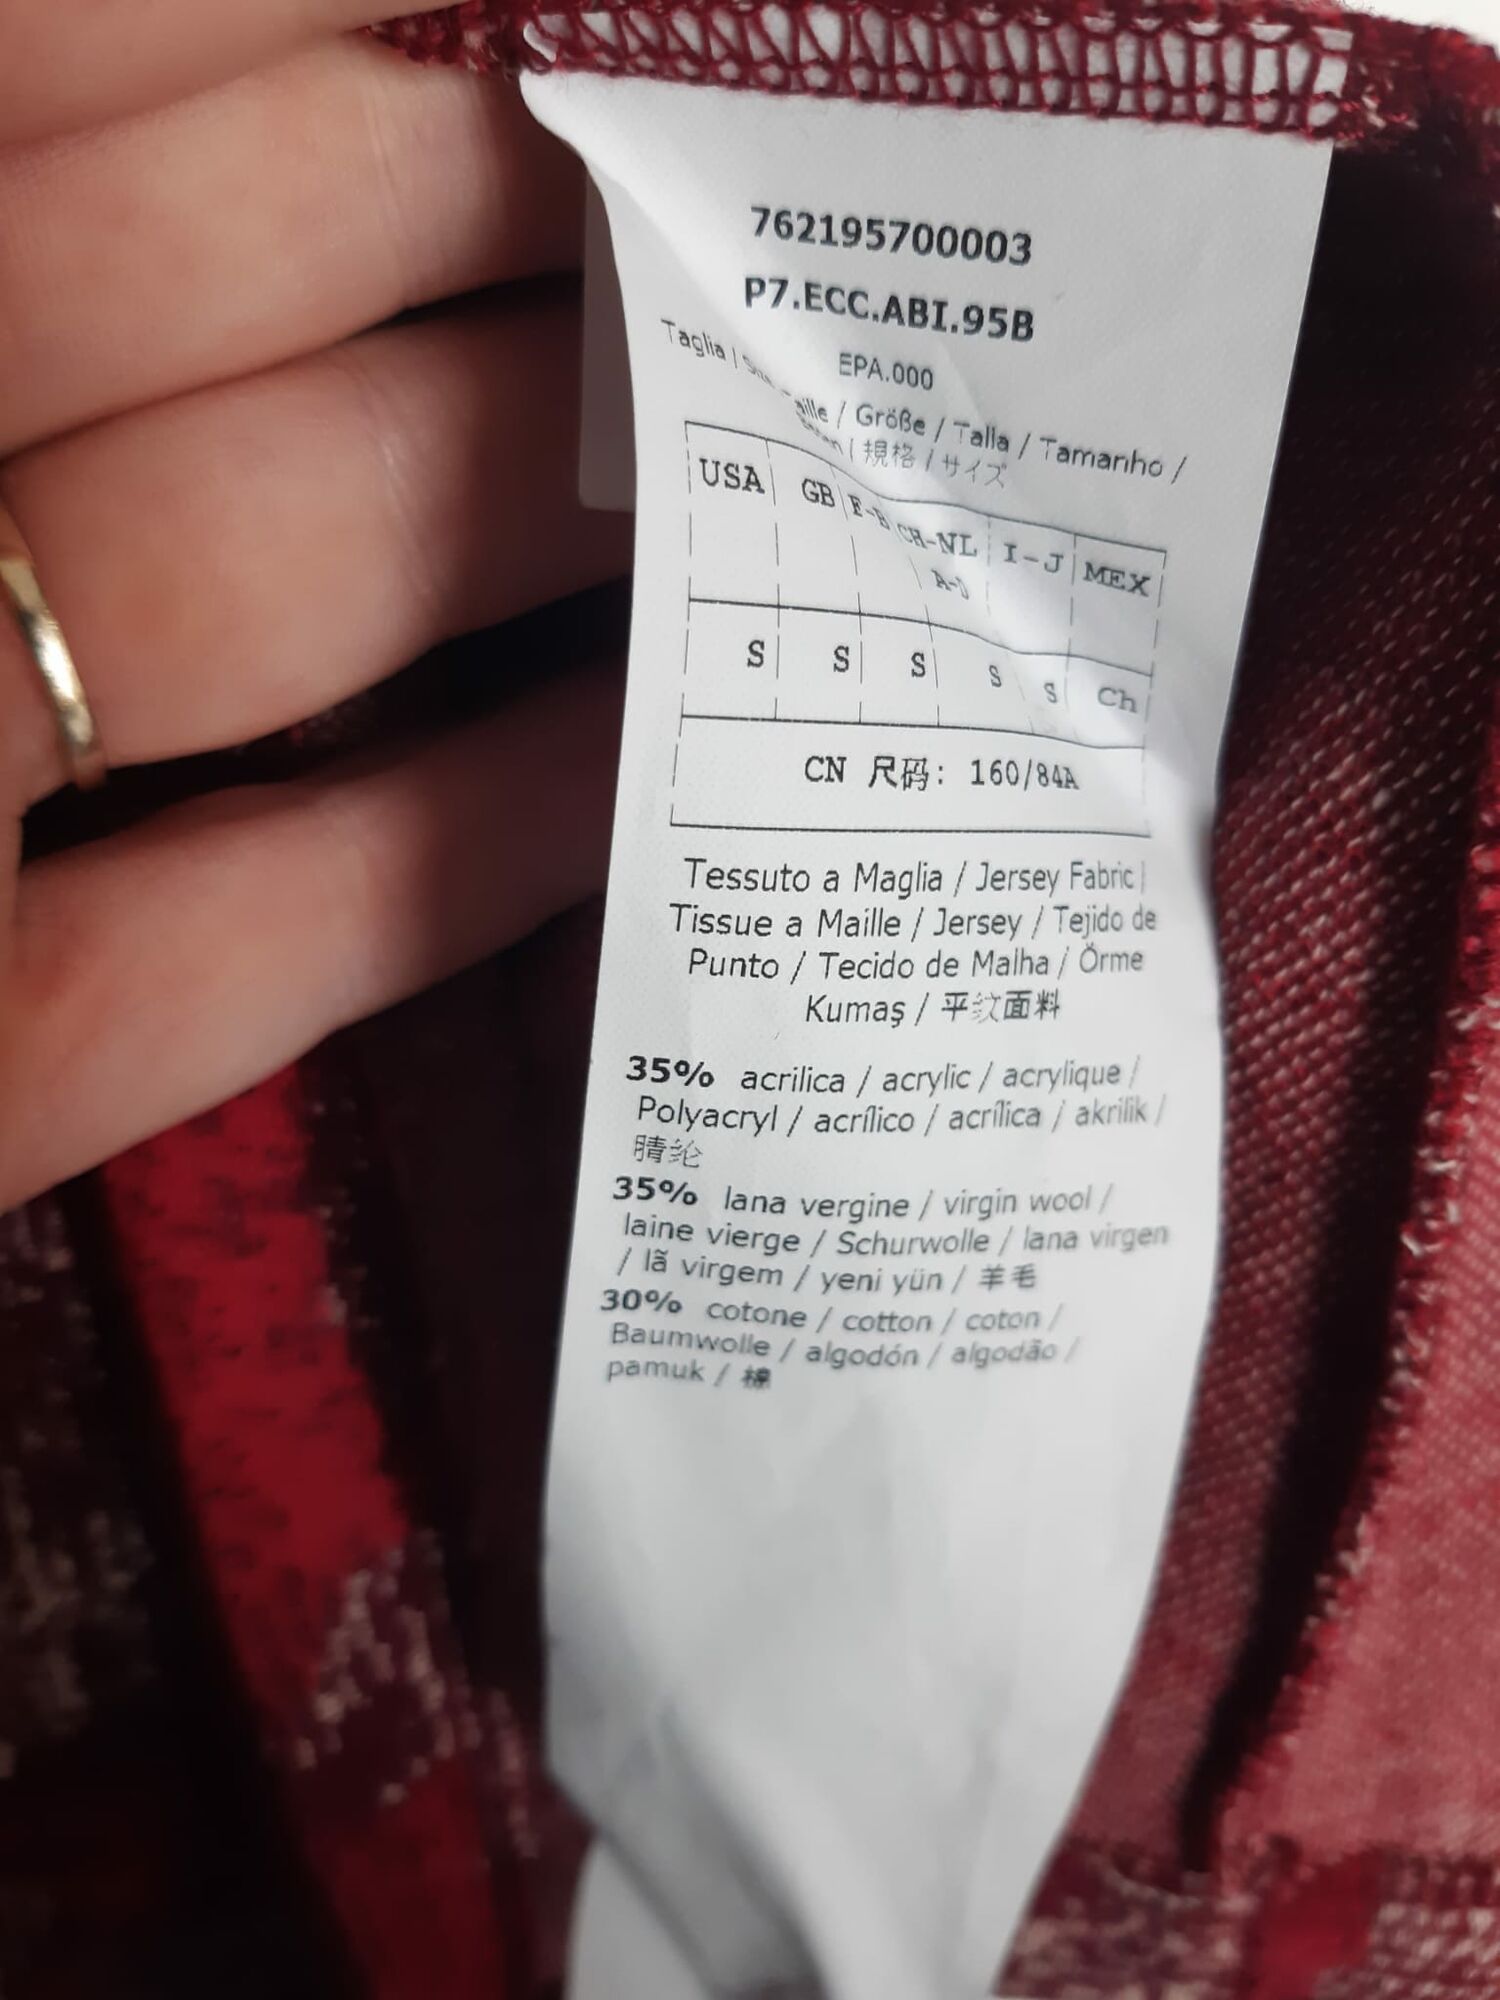 762195700003
P7.ECC.ABI.95B
EPA.000
Taglia / / Größe / Talla / Tamanho /
/ 規格 / サイズ
USA GB F-B CH-NL I-J MEX
A-D
S S S S S Ch
CN 尺码: 160/84A
Tessuto a Maglia / Jersey Fabric /
Tissue a Maille / Jersey / Tejido de
Punto / Tecido de Malha / Örme
Kumaş / 平纹面料
35% acrilica / acrylic / acrylique /
Polyacryl / acrílico / acrílica / akrilik /
腈纶
35% lana vergine / virgin wool /
laine vierge / Schurwolle / lana virgen
/ lã virgem / yeni yün / 羊毛
30% cotone / cotton / coton /
Baumwolle / algodón / algodão /
pamuk / 棉